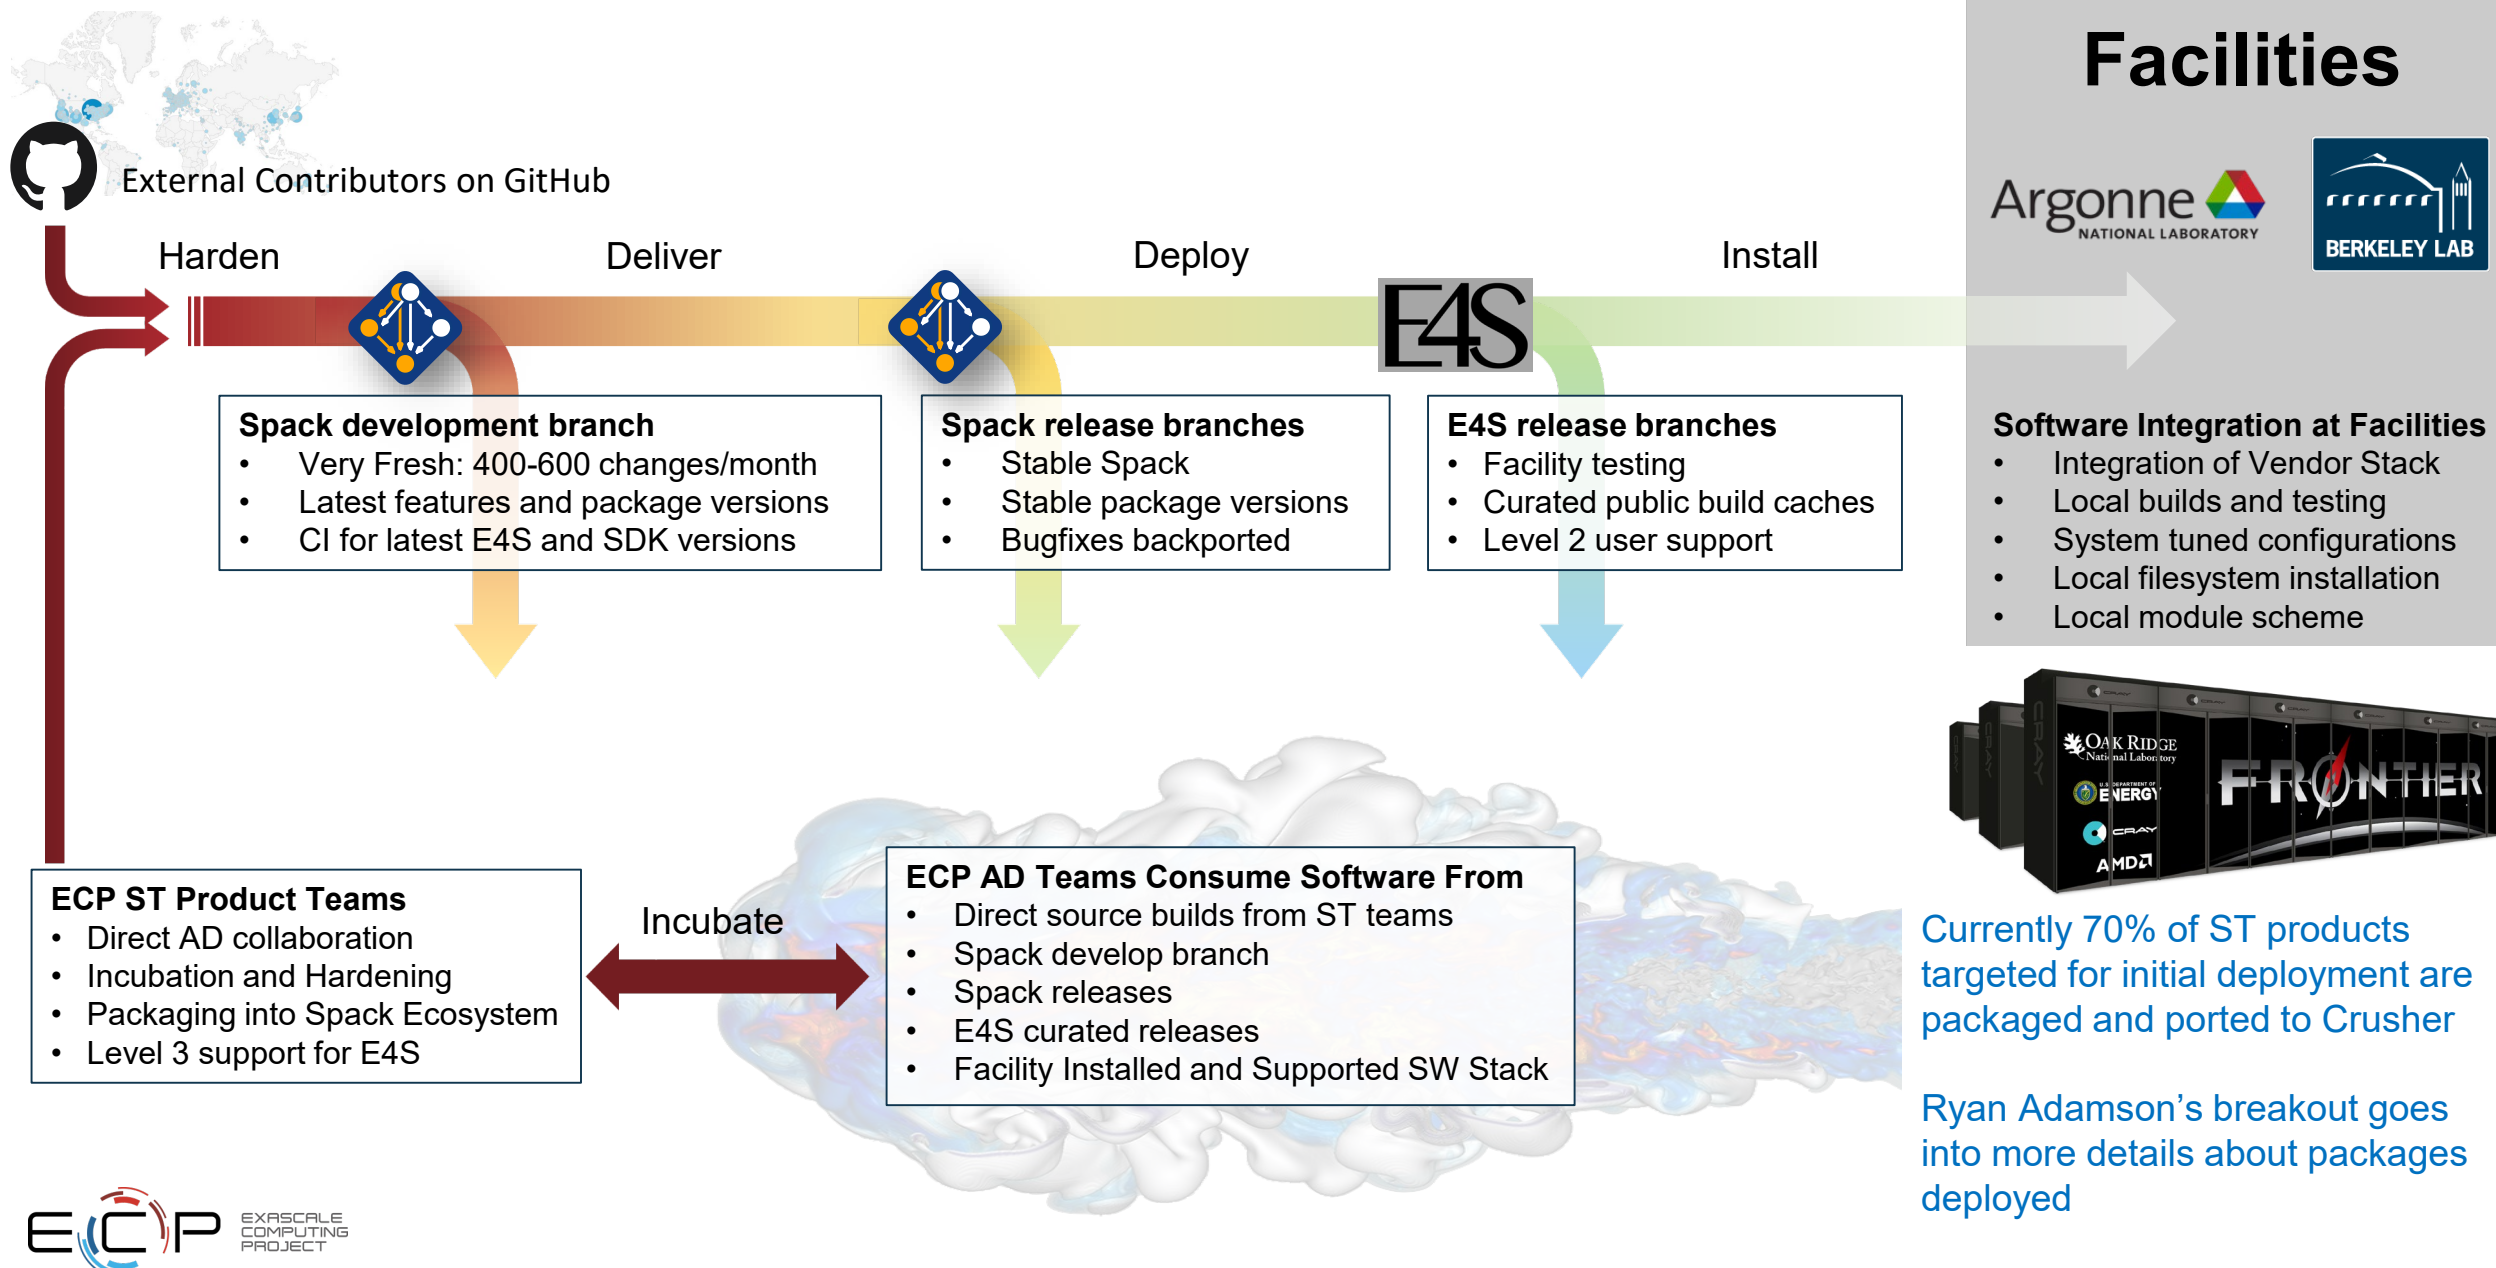 Facilities
External Contributors on GitHub
Argonne
NATIONAL LABORATORY
BERKELEY LAB
Harden
Deliver
Deploy
Install
E4S
Spack development branch
• Very Fresh: 400-600 changes/month
• Latest features and package versions
• CI for latest E4S and SDK versions
Spack release branches
• Stable Spack
• Stable package versions
• Bugfixes backported
E4S release branches
• Facility testing
• Curated public build caches
• Level 2 user support
Software Integration at Facilities
• Integration of Vendor Stack
• Local builds and testing
• System tuned configurations
• Local filesystem installation
• Local module scheme
CRAY
OAK RIDGE
National Laboratory
U.S. DEPARTMENT OF
ENERGY
CRAY
AMD
FRONTIER
ECP ST Product Teams
• Direct AD collaboration
• Incubation and Hardening
• Packaging into Spack Ecosystem
• Level 3 support for E4S
Incubate
ECP AD Teams Consume Software From
• Direct source builds from ST teams
• Spack develop branch
• Spack releases
• E4S curated releases
• Facility Installed and Supported SW Stack
Currently 70% of ST products
targeted for initial deployment are
packaged and ported to Crusher
Ryan Adamson’s breakout goes
into more details about packages
deployed
ECP
EXASCALE
COMPUTING
PROJECT